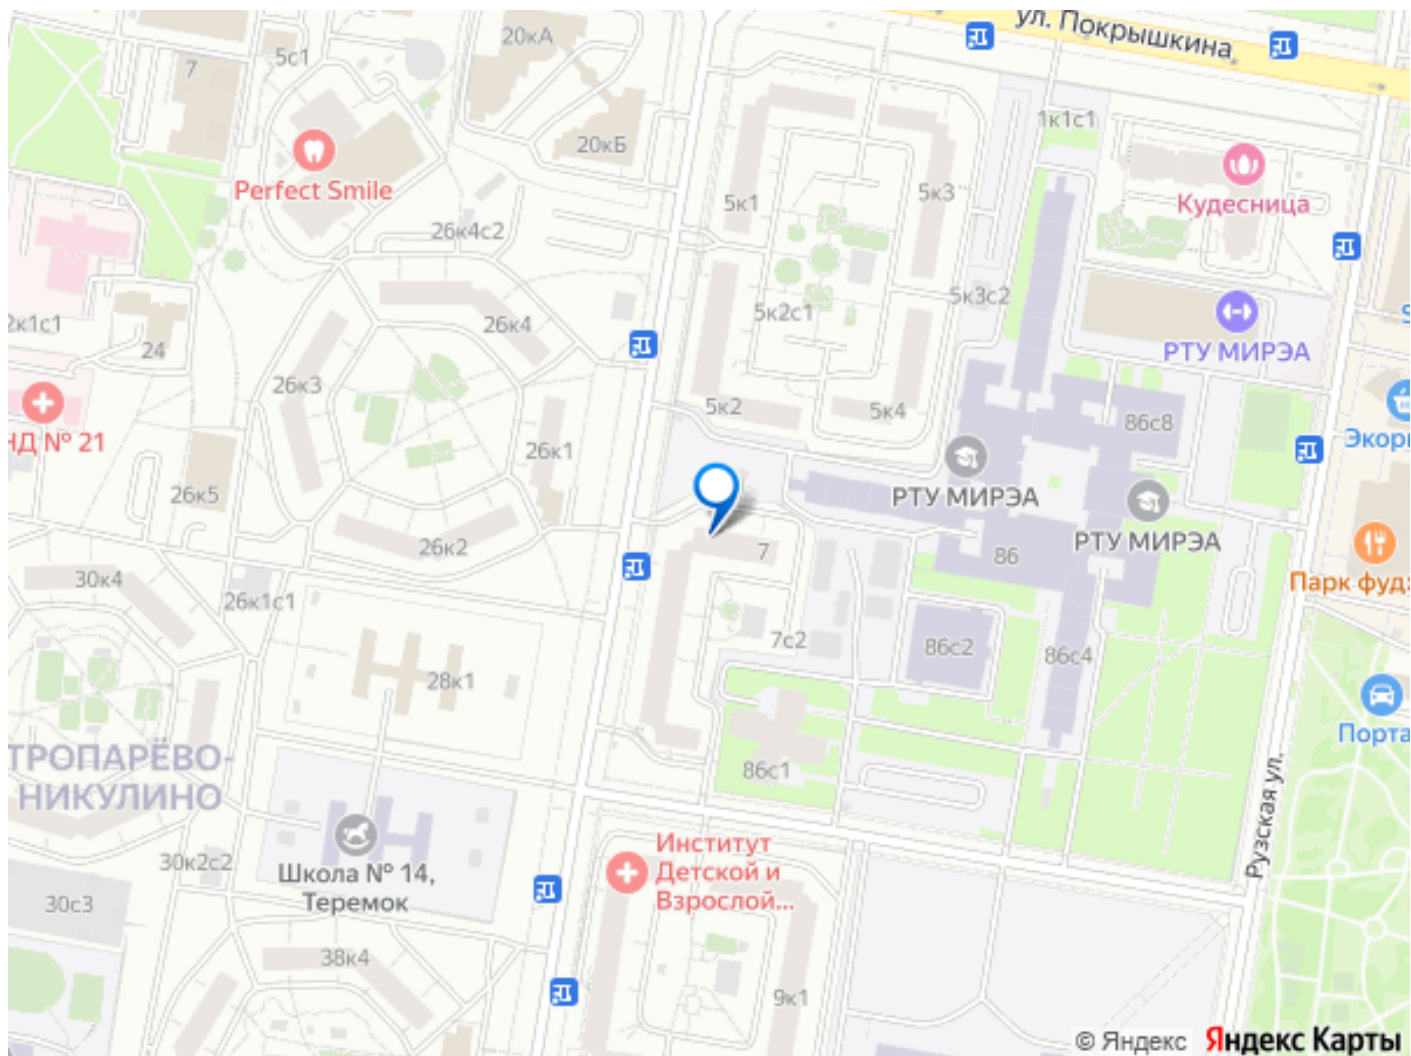 ул. Покрышкина
20кА
5с1
7
1к1с1
20кБ
Perfect Smile
5к1
5к3
Кудесница
26к4с2
5к3с2
2к1с1
26к4
5к2с1
24
РТУ МИРЭА
26к3
5к2
5к4
86с8
НД № 21
26к1
Экори
26к5
РТУ МИРЭА
РТУ МИРЭА
26к2
7
86
30к4
Парк фуд
26к1с1
7с2
86с2
86с4
28к1
ТРОПАРЁВО-
НИКУЛИНО
86с1
Порта
Рузская ул.
30к2с2
Школа № 14,
Теремок
Институт
Детской и
Взрослой...
30с3
38к4
9к1
© Яндекс
Яндекс Карты